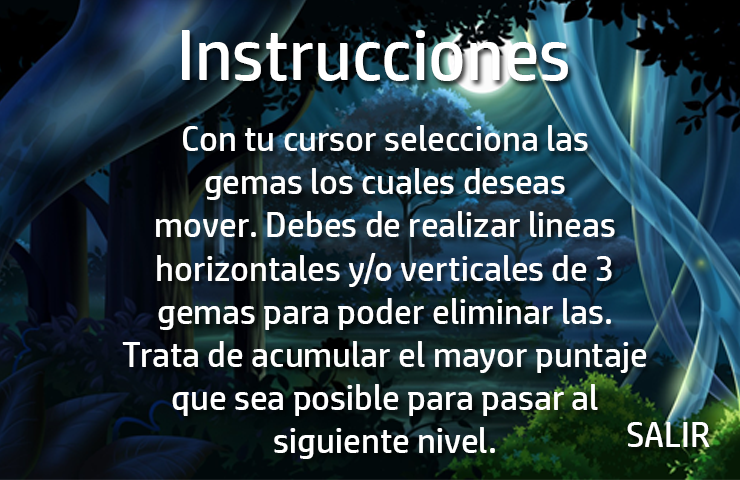 Instrucciones
Con tu cursor selecciona las
gemas los cuales deseas
mover. Debes de realizar lineas
horizontales y/o verticales de 3
gemas para poder eliminar las.
Trata de acumular el mayor puntaje
que sea posible para pasar al
siguiente nivel.
SALIR